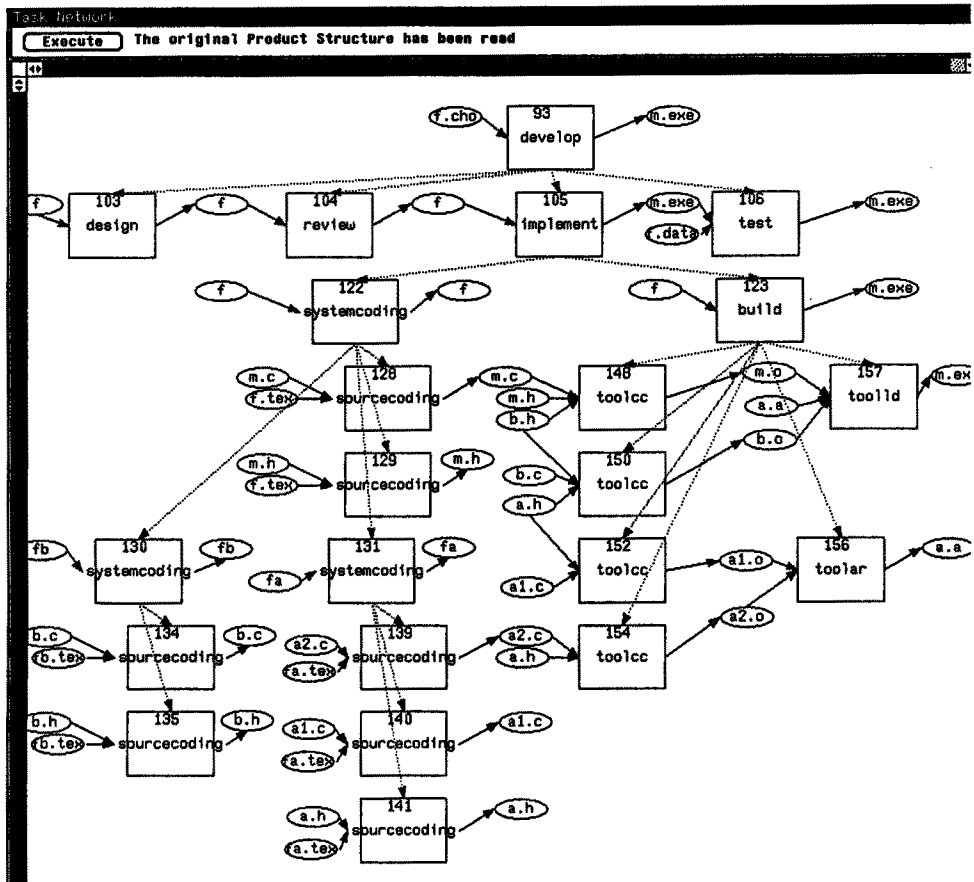 Task Network
Execute The original Product Structure has been read
f.cho 93 develop m.exe
f 103 design f 104 review f 105 implement m.exe f.data 106 test m.exe
f 122 systemcoding f f 123 build m.exe
m.c f.tex 128 sourcecoding m.c m.h b.h 148 toolcc m.o a.a b.o 157 toolld m.ex
m.h f.tex 129 sourcecoding m.h b.c a.h 150 toolcc
fb 130 systemcoding fb fa 131 systemcoding fa a1.c 152 toolcc a1.o 156 toolar a.a
b.c fb.tex 134 sourcecoding b.c a2.c fa.tex 139 sourcecoding a2.c a.h 154 toolcc a2.o
b.h fb.tex 135 sourcecoding b.h a1.c fa.tex 140 sourcecoding a1.c
a.h fa.tex 141 sourcecoding a.h